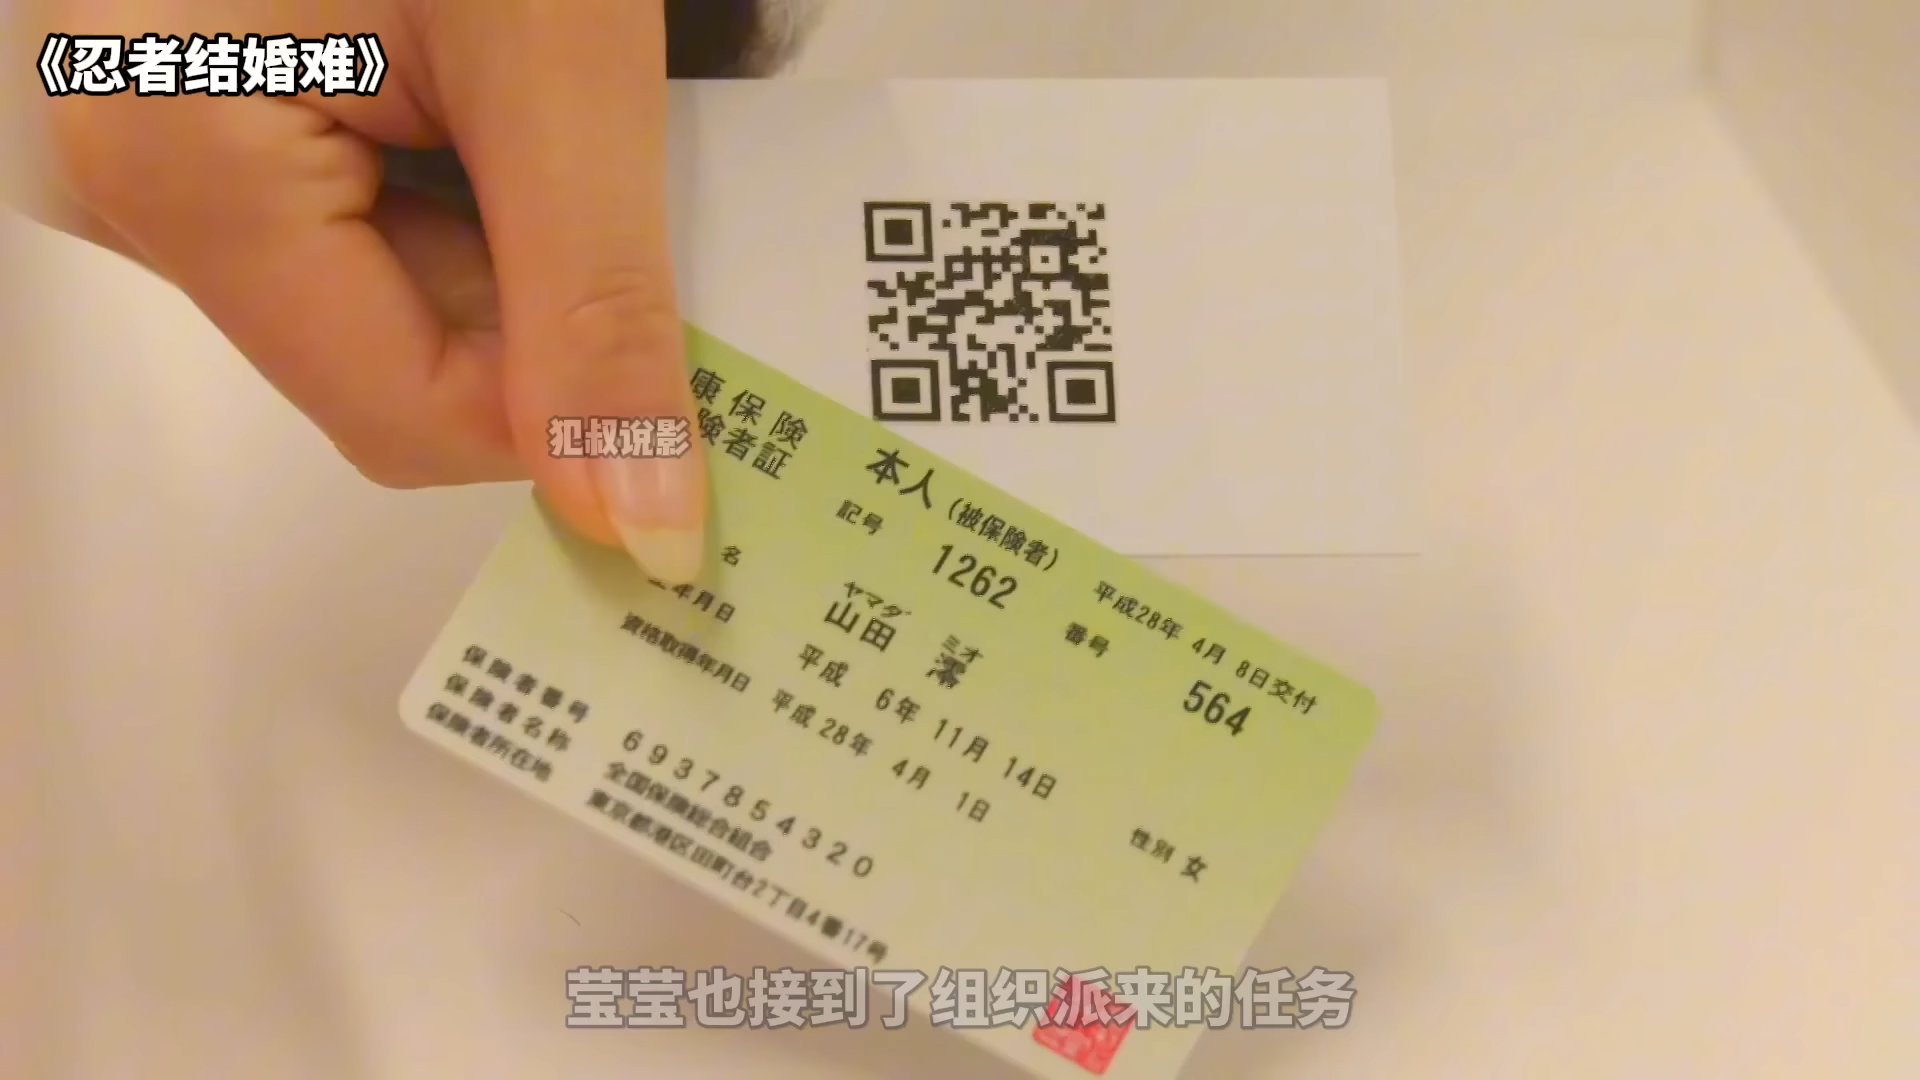 《忍者结婚难》
康保険
険者証
本人(被保険者)
平成28年 4月 8日交付
犯叔说影
記号 1262 番号 564
名 ヤマダ ミオ
山田 澪
生年月日 平成 6年 11月 14日
性別 女
資格取得年月日 平成 28年 4月 1日
保険者番号 6937854320
保険者名称 全国保険総合組合
保険者所在地 東京都港区田町台2丁目4番17号
莹莹也接到了组织派来的任务